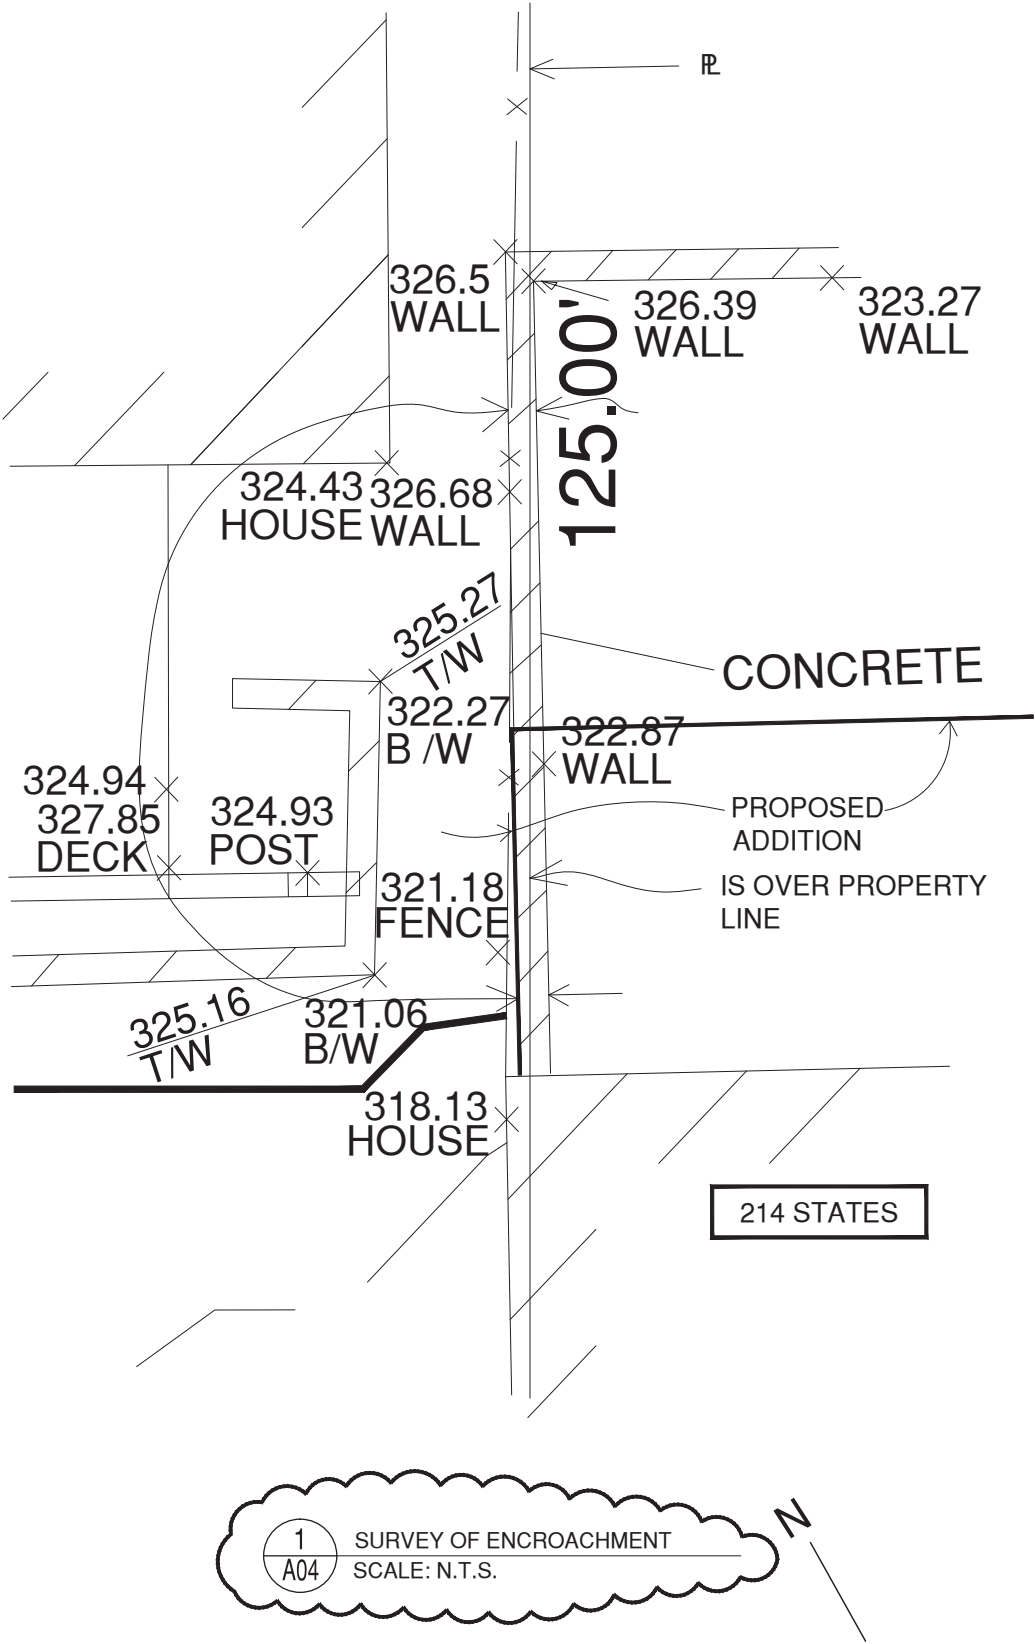 PL
326.5
WALL
326.39
WALL
323.27
WALL
125.00'
324.43
HOUSE
326.68
WALL
325.27
T/W
CONCRETE
322.27
B /W
322.87
WALL
324.94
327.85
DECK
324.93
POST
PROPOSED
ADDITION
321.18
FENCE
IS OVER PROPERTY
LINE
325.16
T/W
321.06
B/W
318.13
HOUSE
214 STATES
1
A04
SURVEY OF ENCROACHMENT
SCALE: N.T.S.
N